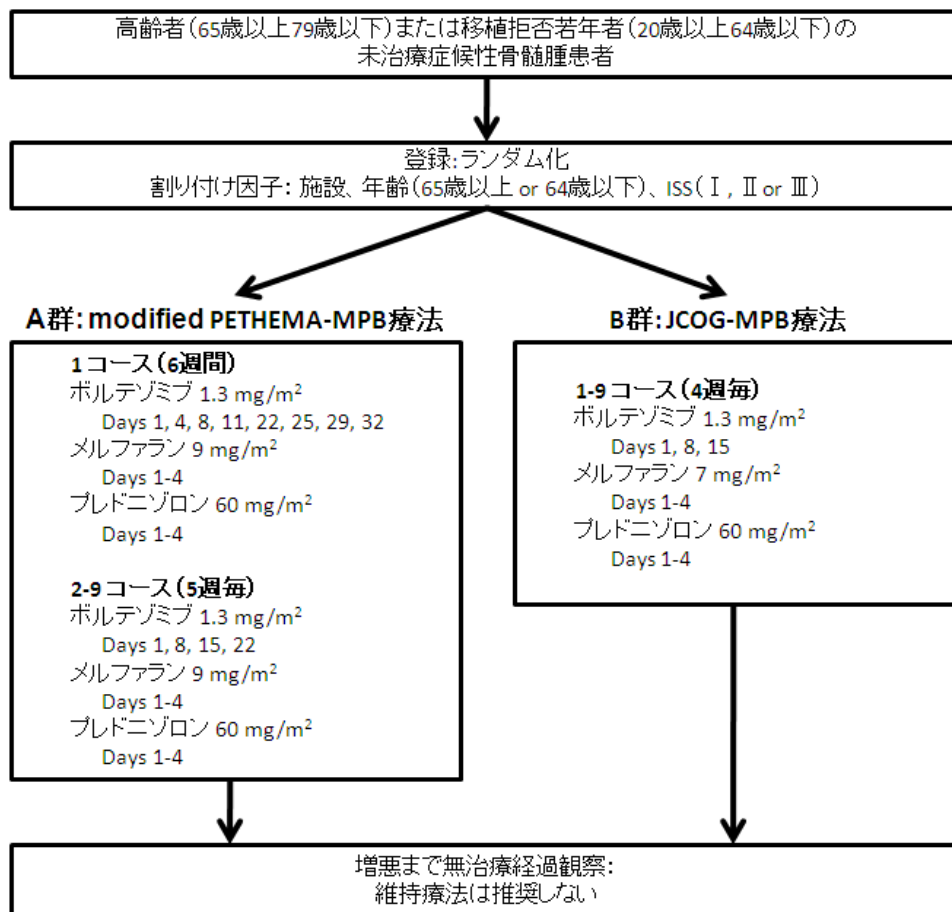 高齢者(65歳以上79歳以下)または移植拒否若年者(20歳以上64歳以下)の
未治療症候性骨髄腫患者
登録:ランダム化
割り付け因子: 施設、年齢(65歳以上 or 64歳以下)、ISS(Ⅰ, Ⅱ or Ⅲ)
A群: modified PETHEMA-MPB療法
1コース(6週間)
ボルテゾミブ 1.3 mg/m²
Days 1, 4, 8, 11, 22, 25, 29, 32
メルファラン 9 mg/m²
Days 1-4
プレドニゾロン 60 mg/m²
Days 1-4
2-9コース(5週毎)
ボルテゾミブ 1.3 mg/m²
Days 1, 8, 15, 22
メルファラン 9 mg/m²
Days 1-4
プレドニゾロン 60 mg/m²
Days 1-4
B群: JCOG-MPB療法
1-9コース(4週毎)
ボルテゾミブ 1.3 mg/m²
Days 1, 8, 15
メルファラン 7 mg/m²
Days 1-4
プレドニゾロン 60 mg/m²
Days 1-4
増悪まで無治療経過観察:
維持療法は推奨しない